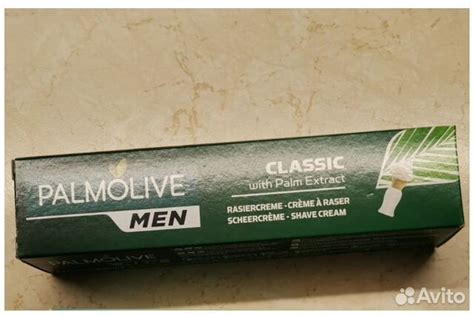 PALMOLIVE
MEN
CLASSIC
with Palm Extract
RASIERCREME - CRÈME À RASER
SCHEERCRÈME - SHAVE CREAM
Avito